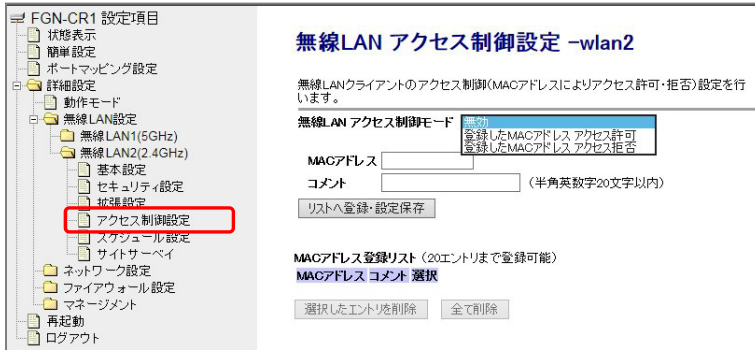 FGN-CR1 設定項目
状態表示
簡単設定
ポートマッピング設定
詳細設定
動作モード
無線LAN設定
無線LAN1(5GHz)
無線LAN2(2.4GHz)
基本設定
セキュリティ設定
拡張設定
アクセス制御設定
スケジュール設定
サイトサーベイ
ネットワーク設定
ファイアウォール設定
マネージメント
再起動
ログアウト
無線LAN アクセス制御設定 -wlan2
無線LANクライアントのアクセス制御(MACアドレスによりアクセス許可・拒否)設定を行
います。
無線LAN アクセス制御モード 無効
登録したMACアドレス アクセス許可
登録したMACアドレス アクセス拒否
MACアドレス
コメント (半角英数字20文字以内)
リストへ登録・設定保存
MACアドレス登録リスト (20エントリまで登録可能)
MACアドレス コメント 選択
選択したエントリを削除 全て削除